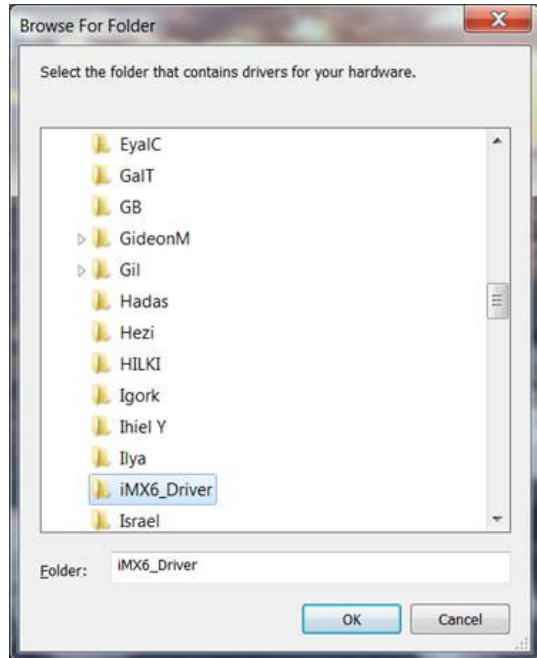 Browse For Folder
Select the folder that contains drivers for your hardware.
EyalC
GalT
GB
GideonM
Gil
Hadas
Hezi
HILKI
Igork
Ihiel Y
Ilya
iMX6_Driver
Israel
Folder: iMX6_Driver
OK Cancel